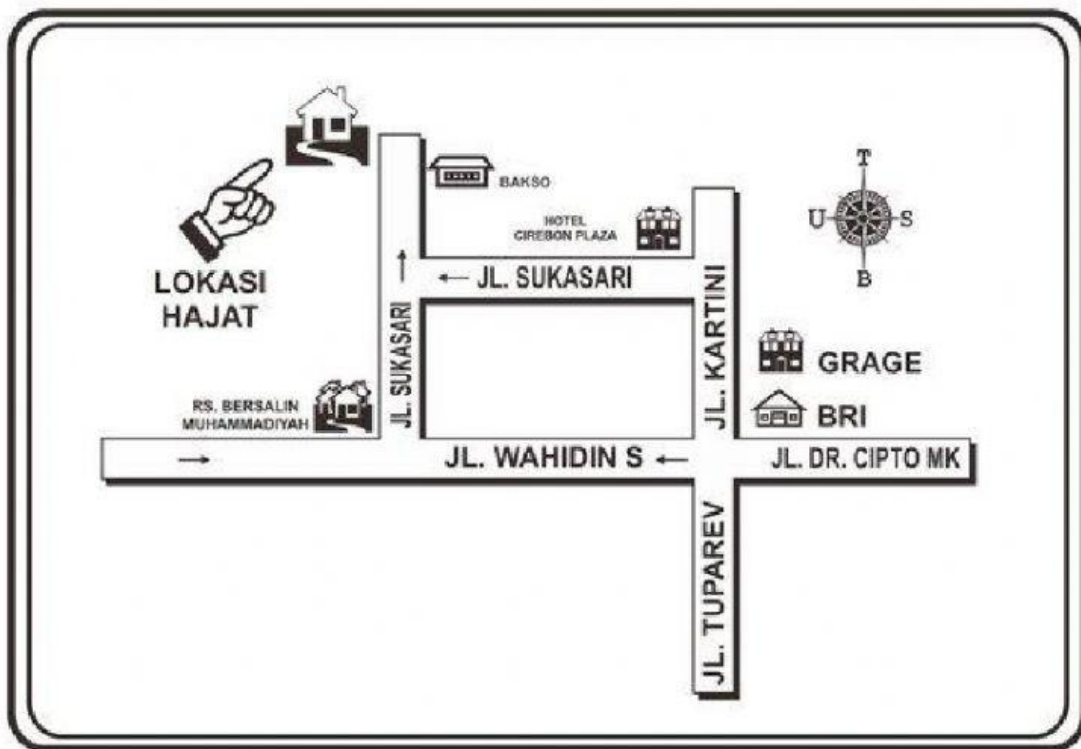 T
BAKSO
HOTEL
CIREBON PLAZA
U
S
B
LOKASI
HAJAT
JL. SUKASARI
JL. SUKASARI
JL. KARTINI
GRAGE
BRI
RS. BERSALIN
MUHAMMADIYAH
JL. WAHIDIN S
JL. DR. CIPTO MK
JL. TUPAREV